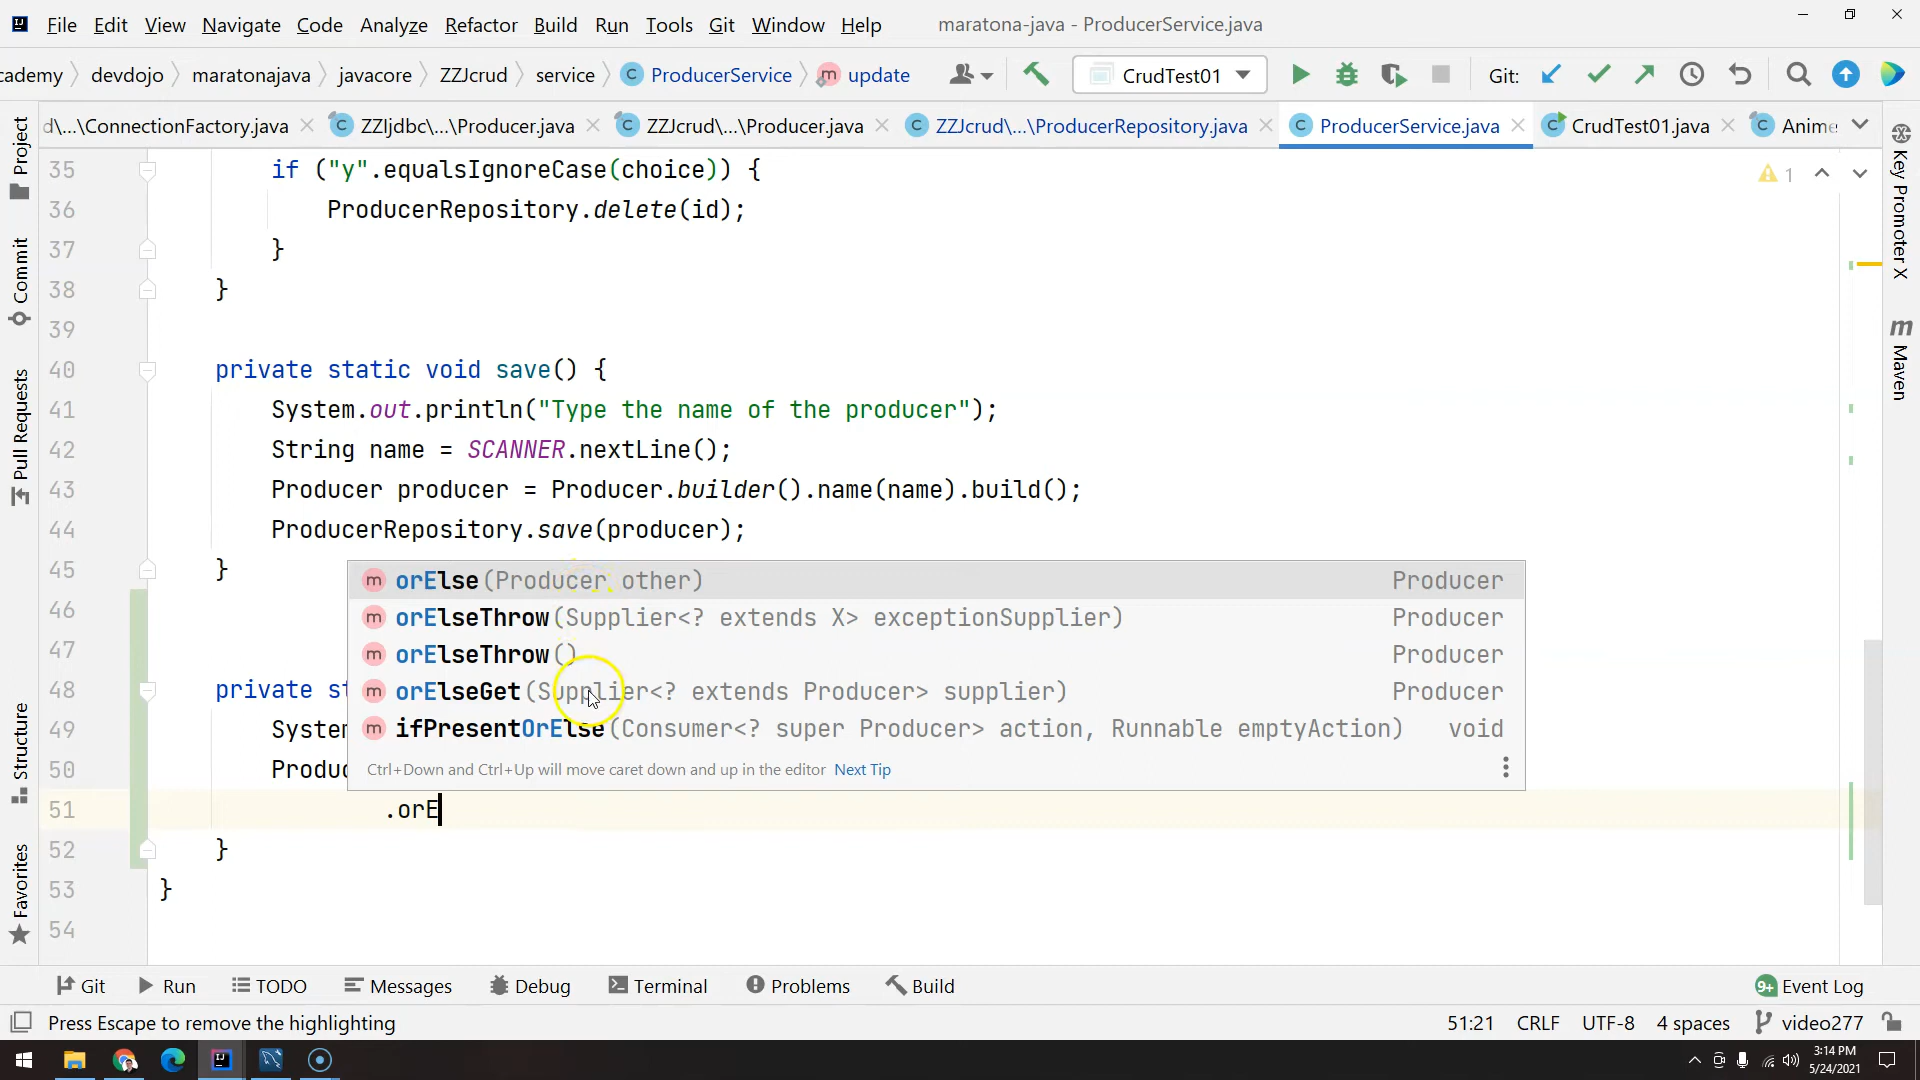 File Edit View Navigate Code Analyze Refactor Build Run Tools Git Window Help maratona-java - ProducerService.java
cademy devdojo maratonajava javacore ZZJcrud service C ProducerService m update CrudTest01 Git:
d\...\ConnectionFactory.java C ZZIjdbc\...\Producer.java C ZZJcrud\...\Producer.java C ZZJcrud\...\ProducerRepository.java C ProducerService.java C CrudTest01.java C Anime
Project
Commit
Pull Requests
Structure
Favorites
35 if ("y".equalsIgnoreCase(choice)) {
36 ProducerRepository.delete(id);
37 }
38 }
39
40 private static void save() {
41 System.out.println("Type the name of the producer");
42 String name = SCANNER.nextLine();
43 Producer producer = Producer.builder().name(name).build();
44 ProducerRepository.save(producer);
45 }
46
47
48 private st
49 System
50 Produc
51 .orE
52 }
53 }
54
1
m orElse(Producer other) Producer
m orElseThrow(Supplier<? extends X> exceptionSupplier) Producer
m orElseThrow() Producer
m orElseGet(Supplier<? extends Producer> supplier) Producer
m ifPresentOrElse(Consumer<? super Producer> action, Runnable emptyAction) void
Ctrl+Down and Ctrl+Up will move caret down and up in the editor Next Tip
Key Promoter X
m Maven
Git Run TODO Messages Debug Terminal Problems Build 9+ Event Log
Press Escape to remove the highlighting 51:21 CRLF UTF-8 4 spaces video277
3:14 PM
5/24/2021